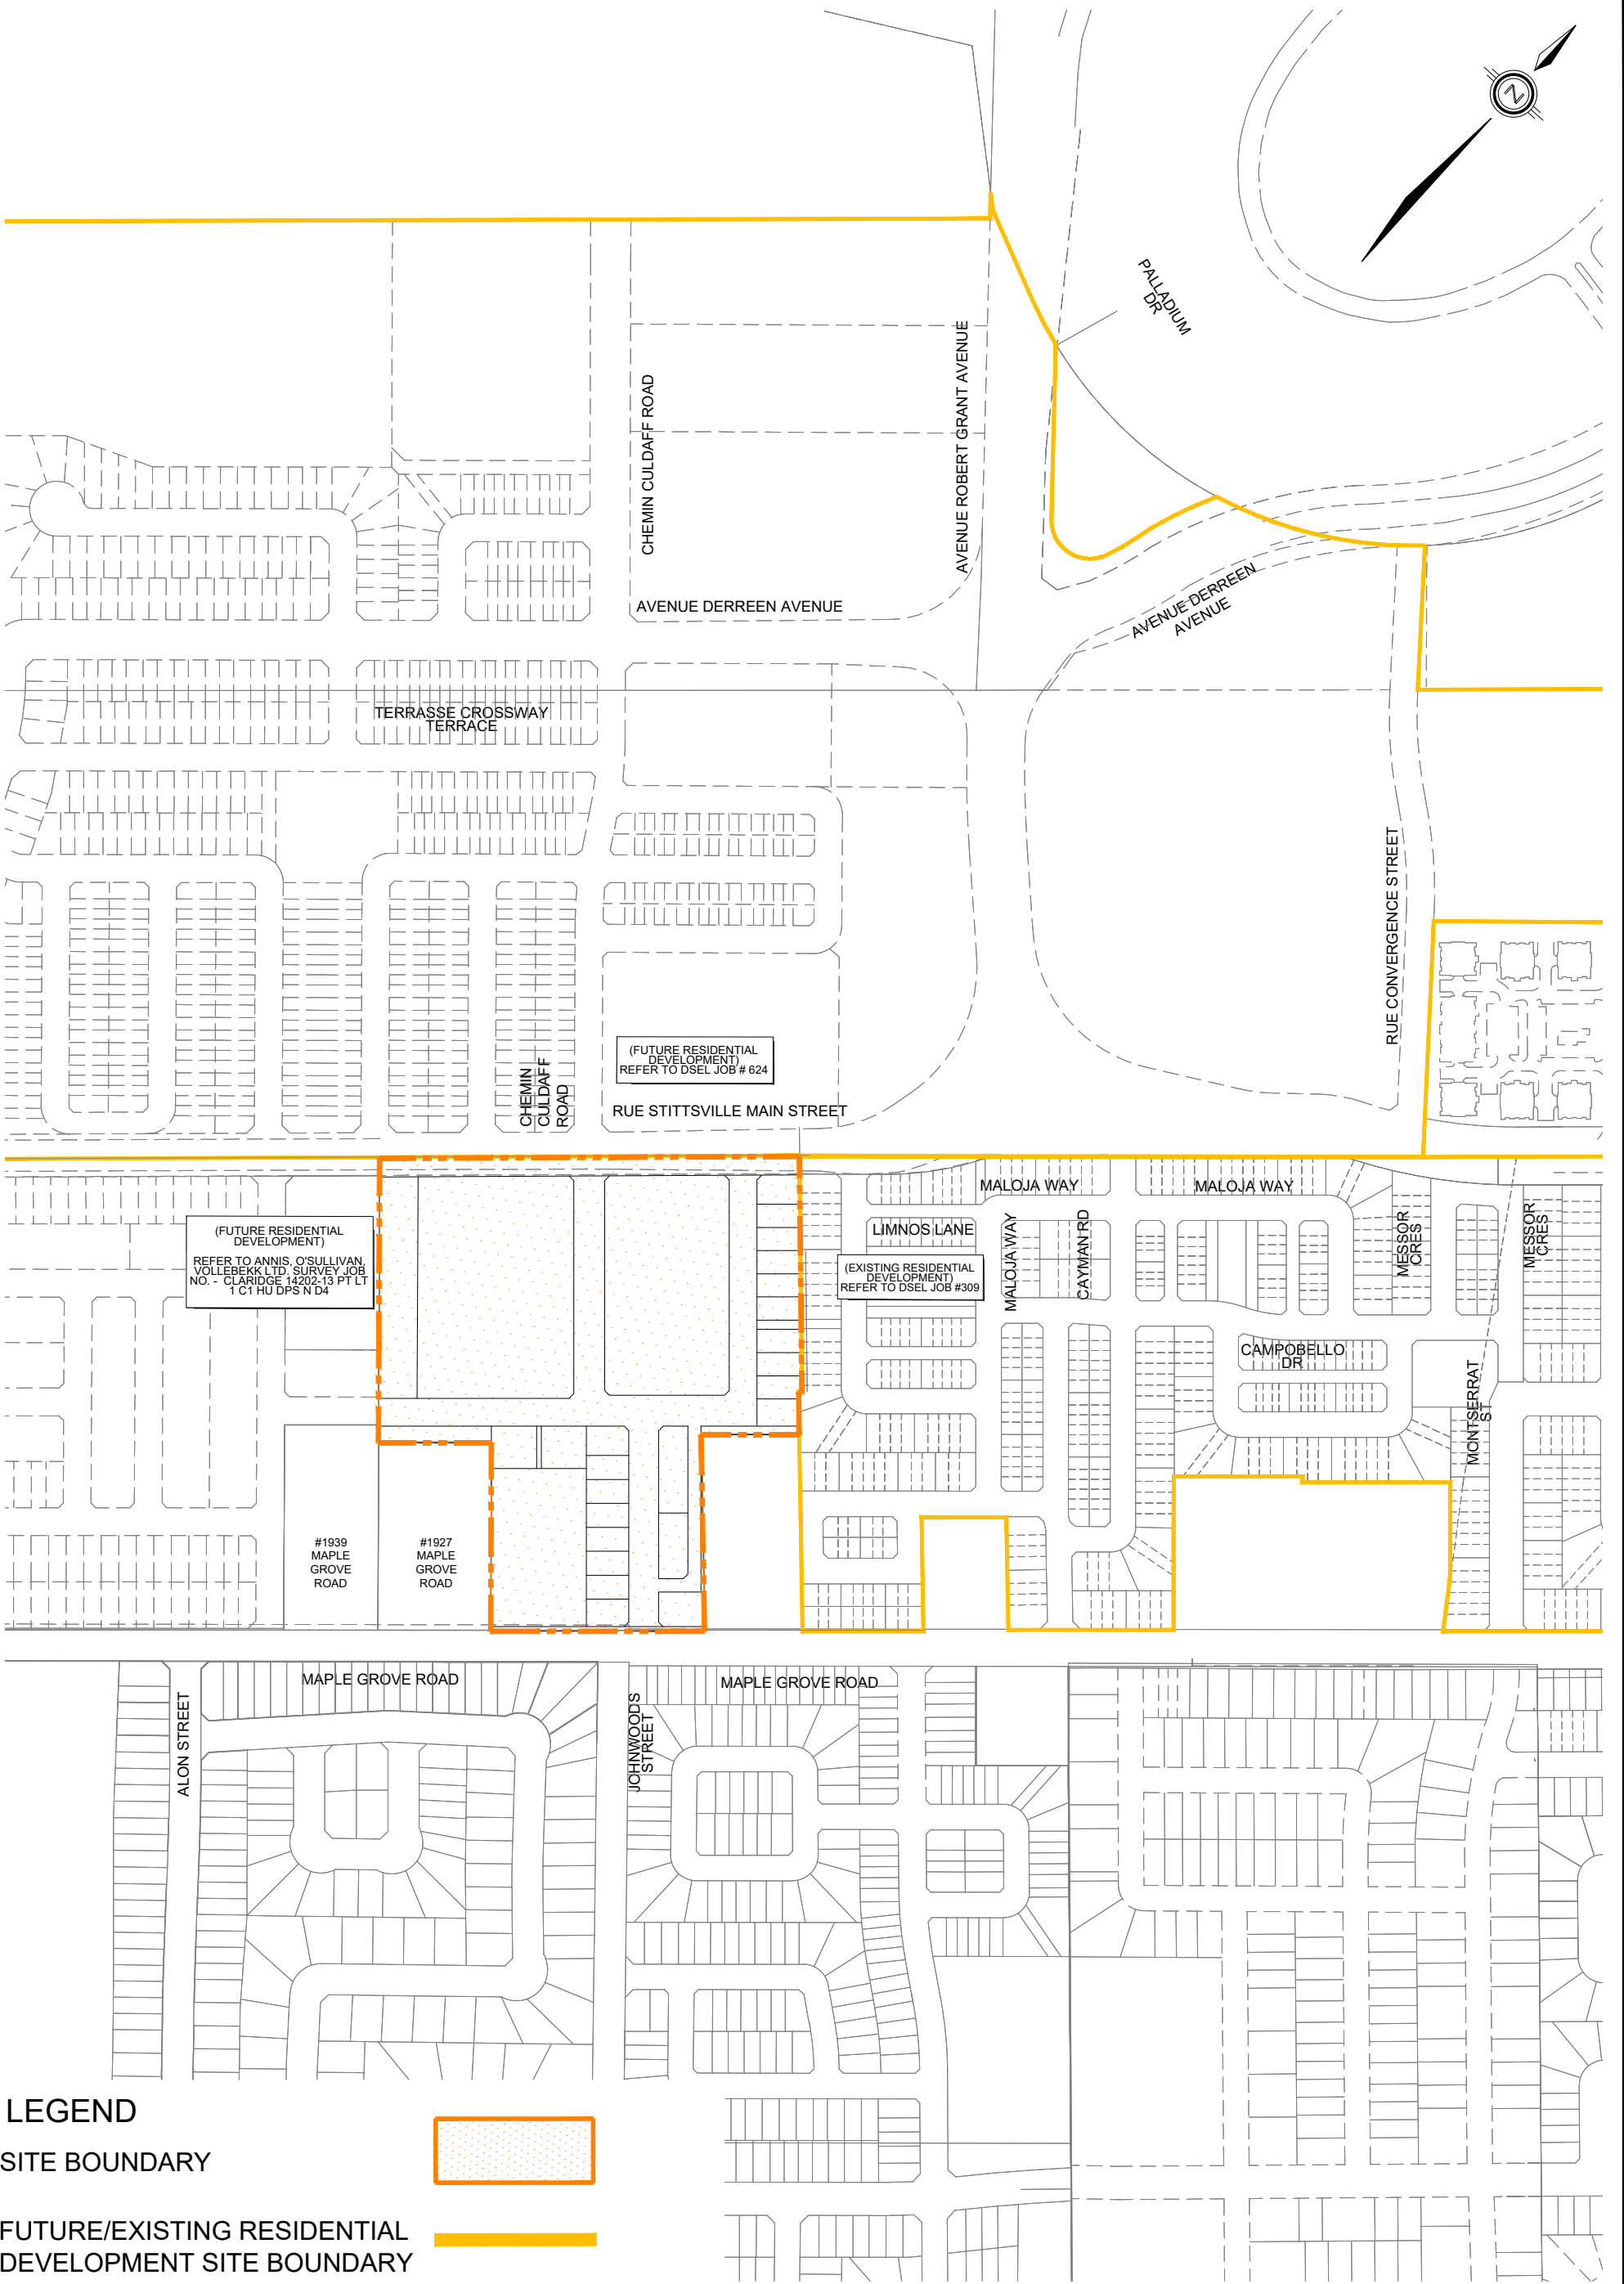 N
PALLADIUM
DR
CHEMIN CULDAFF ROAD
AVENUE ROBERT GRANT AVENUE
AVENUE DERREEN AVENUE
AVENUE DERREEN
AVENUE
TERRASSE CROSSWAY
TERRACE
RUE CONVERGENCE STREET
(FUTURE RESIDENTIAL
DEVELOPMENT)
REFER TO DSEL JOB # 624
CHEMIN
CULDAFF
ROAD
RUE STITTSVILLE MAIN STREET
MALOJA WAY
MALOJA WAY
(FUTURE RESIDENTIAL
DEVELOPMENT)
REFER TO ANNIS, O'SULLIVAN,
VOLLEBEKK LTD. SURVEY JOB
NO. - CLARIDGE 14202-13 PT LT
1 C1 HU DPS N D4
LIMNOS LANE
MALOJA WAY
CAYMAN RD
MESSOR
CRES
MESSOR
CRES
(EXISTING RESIDENTIAL
DEVELOPMENT)
REFER TO DSEL JOB #309
CAMPOBELLO
DR
MONTSERRAT
ST
#1939
MAPLE
GROVE
ROAD
#1927
MAPLE
GROVE
ROAD
MAPLE GROVE ROAD
MAPLE GROVE ROAD
ALON STREET
JOHNWOODS
STREET
LEGEND
SITE BOUNDARY
FUTURE/EXISTING RESIDENTIAL
DEVELOPMENT SITE BOUNDARY